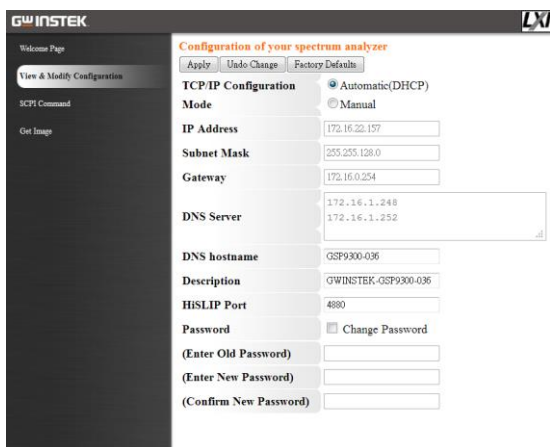 GW INSTEK
LXI
Welcome Page
View & Modify Configuration
SCPI Command
Get Image
Configuration of your spectrum analyzer
Apply Undo Change Factory Defaults
TCP/IP Configuration Mode
Automatic(DHCP)
Manual
IP Address 172.16.22.157
Subnet Mask 255.255.128.0
Gateway 172.16.0.254
DNS Server
172.16.1.248
172.16.1.252
DNS hostname GSP9300-036
Description GWINSTEK-GSP9300-036
HiSLIP Port 4880
Password Change Password
(Enter Old Password)
(Enter New Password)
(Confirm New Password)